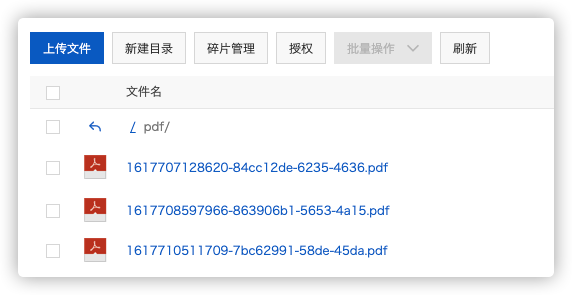 上传文件 新建目录 碎片管理 授权 批量操作 刷新
文件名
/ pdf/
1617707128620-84cc12de-6235-4636.pdf
1617708597966-863906b1-5653-4a15.pdf
1617710511709-7bc62991-58de-45da.pdf